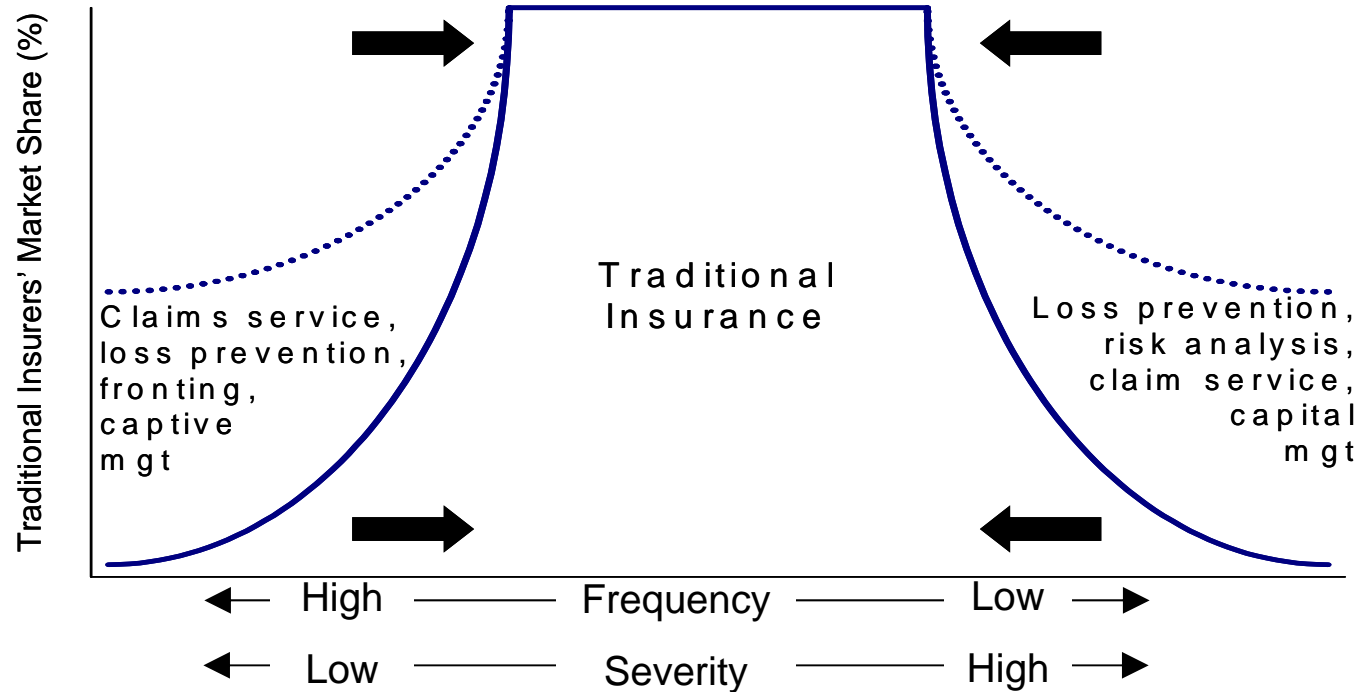 Traditional Insurers' Market Share (%)
Traditional
Insurance
Claims service,
loss prevention,
fronting,
captive
mgt
Loss prevention,
risk analysis,
claim service,
capital
mgt
High Frequency Low
Low Severity High